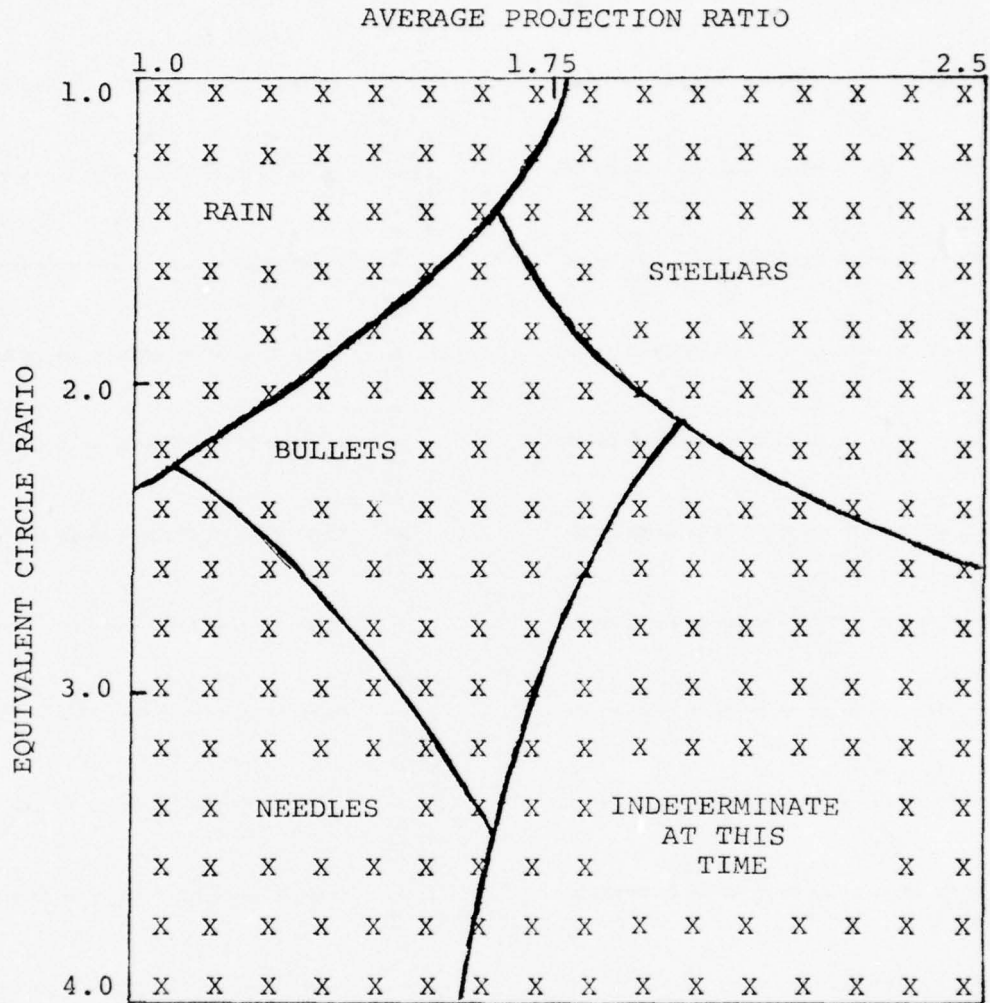 AVERAGE PROJECTION RATIO
1.0 1.75 2.5
1.0 X X X X X X X X X X X X X X X X
X X X X X X X X X X X X X X X X
X RAIN X X X X X X X X X X X X X
X X X X X X X X X STELLARS X X X
X X X X X X X X X X X X X X X X
2.0 X X X X X X X X X X X X X X X X
X X BULLETS X X X X X X X X X X X
X X X X X X X X X X X X X X X X
X X X X X X X X X X X X X X X X
X X X X X X X X X X X X X X X X
3.0 X X X X X X X X X X X X X X X X
X X X X X X X X X X X X X X X X
X X NEEDLES X X X X INDETERMINATE X X
AT THIS
X X X X X X X X X TIME X X
X X X X X X X X X X X X X X X X
4.0 X X X X X X X X X X X X X X X X
EQUIVALENT CIRCLE RATIO